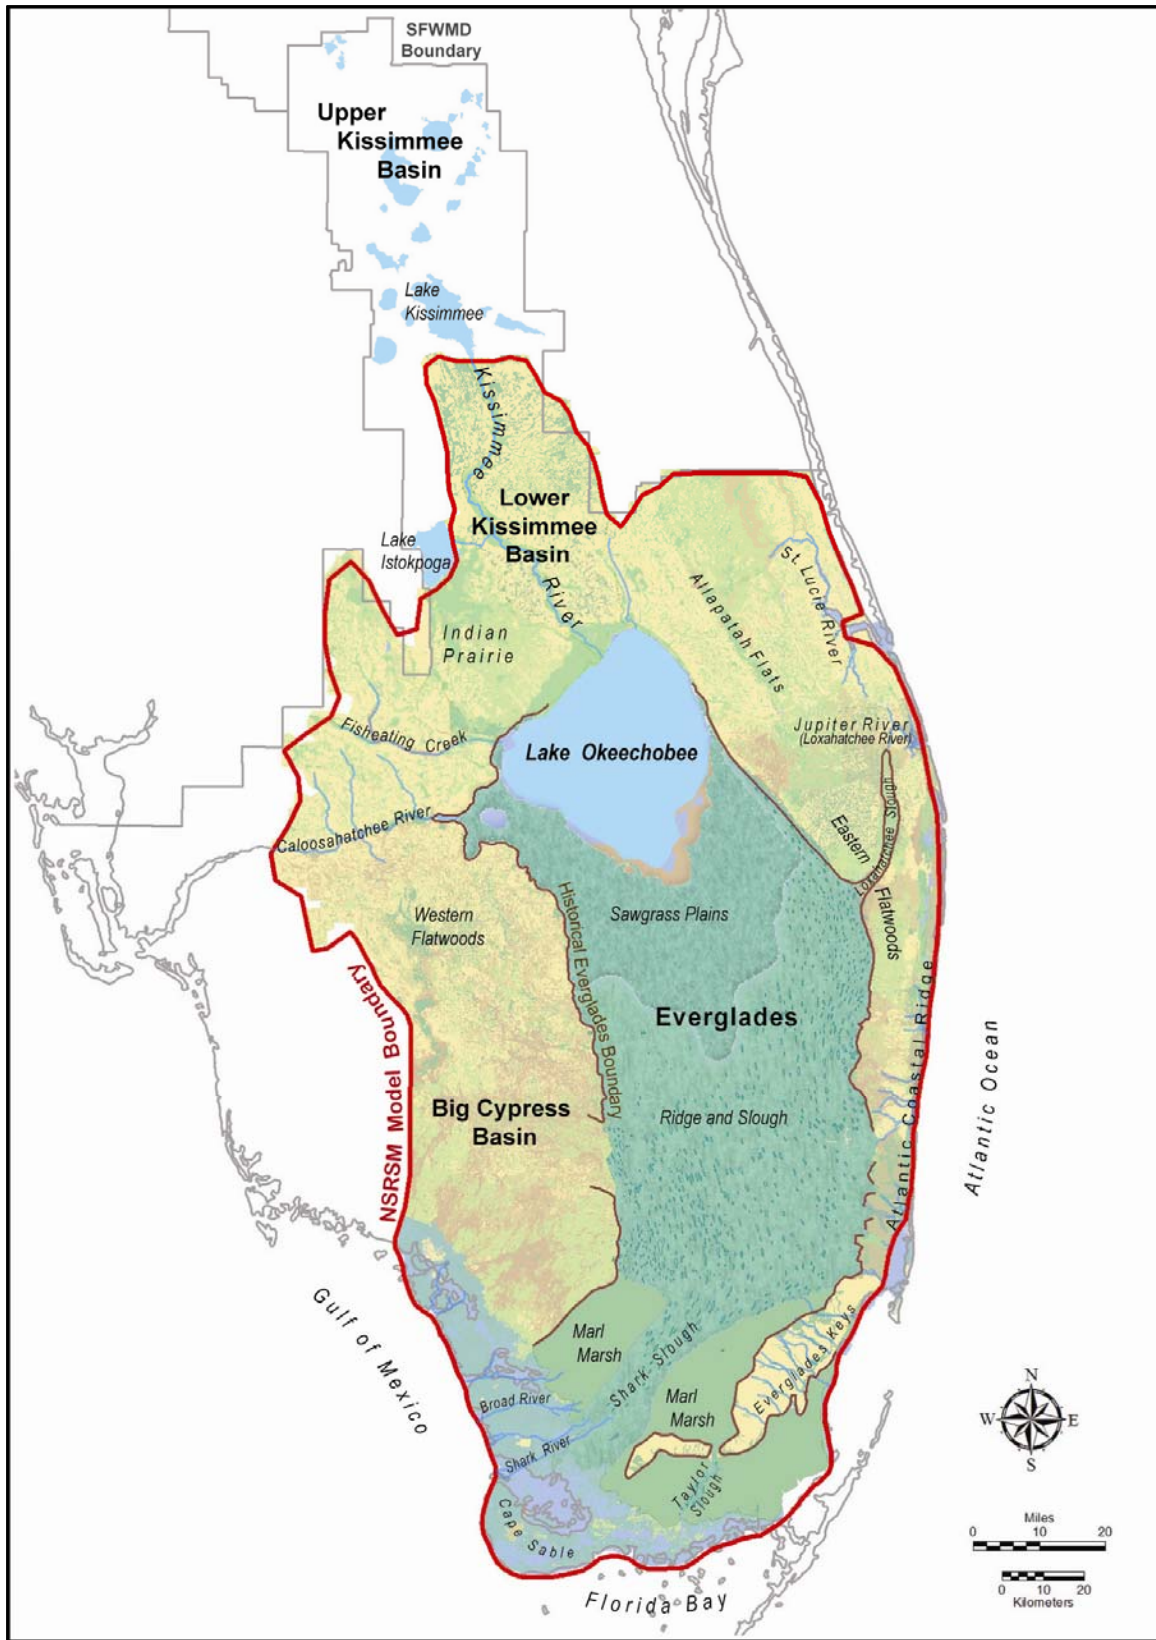 SFWMD
Boundary
Upper
Kissimmee
Basin
Lake
Kissimmee
Kissimmee
River
Lower
Kissimmee
Basin
Lake
Istokpoga
Indian
Prairie
St. Lucie River
Allapatah Flats
Fisheating Creek
Lake Okeechobee
Jupiter River
(Loxahatchee River)
Caloosahatchee River
Eastern
Flatwoods
Loxahatchee Slough
Western
Flatwoods
Historical Everglades Boundary
Sawgrass Plains
Everglades
NSRSM Model Boundary
Big Cypress
Basin
Ridge and Slough
Atlantic Coastal Ridge
Atlantic Ocean
Gulf of Mexico
Marl
Marsh
Shark Slough
Everglades Keys
Broad River
Marl
Marsh
Shark River
Taylor
Slough
Cape Sable
Florida Bay
N
W
E
S
Miles
0
10
20
0
10
20
Kilometers